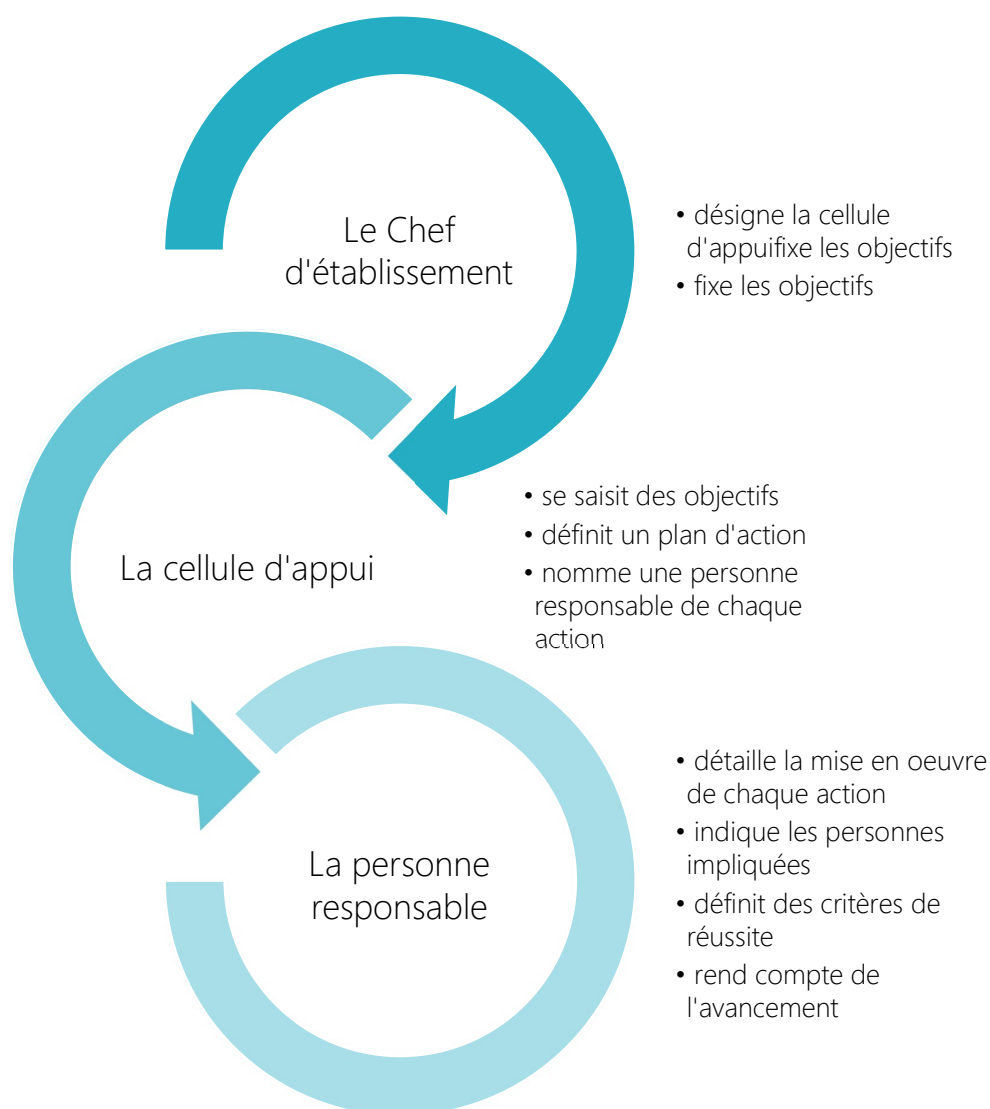 Le Chef
d'établissement
• désigne la cellule
d'appuifixe les objectifs
• fixe les objectifs
La cellule d'appui
• se saisit des objectifs
• définit un plan d'action
• nomme une personne
responsable de chaque
action
La personne
responsable
• détaille la mise en oeuvre
de chaque action
• indique les personnes
impliquées
• définit des critères de
réussite
• rend compte de
l'avancement